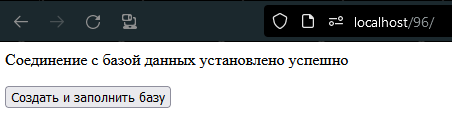 localhost/96/
Соединение с базой данных установлено успешно
Создать и заполнить базу